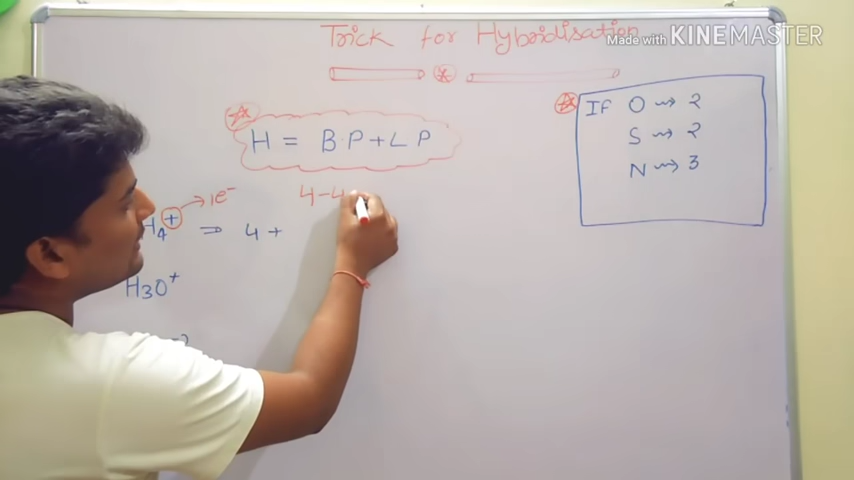 Trick for Hybridisation
Made with KINEMASTER
H = B.P + L P
If O → 2
S → 2
N → 3
4-4
H4+ → 1e-
⇒ 4 +
H3O+